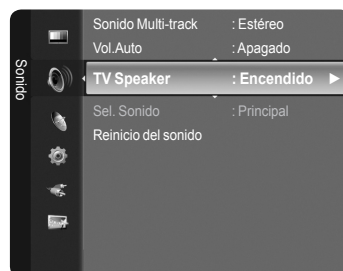 Sonido
Sonido Multi-track : Estéreo
Vol.Auto : Apagado
TV Speaker : Encendido
Sel. Sonido : Principal
Reinicio del sonido